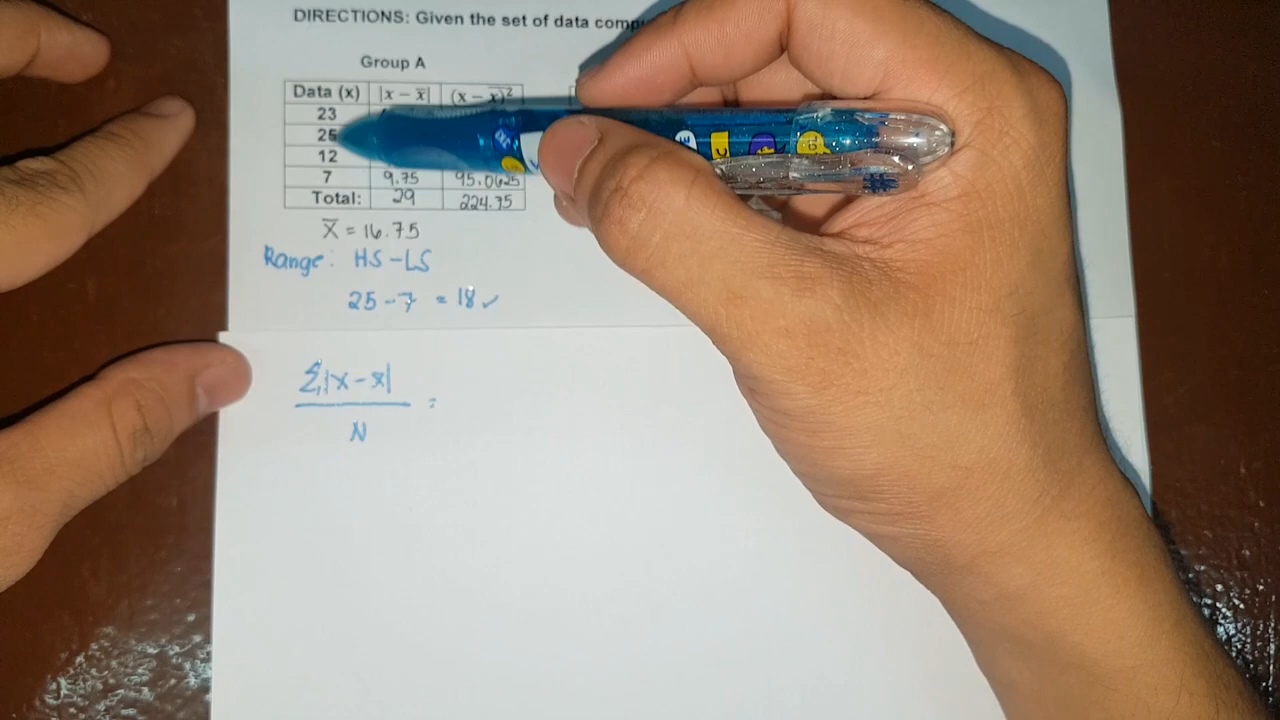 DIRECTIONS: Given the set of data
Group A
Data (x) |x − x̅| (x − x̅)²
23
25
12
7 9.75 95.0625
Total: 29 224.75
x̅ = 16.75
Range: HS-LS
25-7 = 18✓
Σ|x-x̅| =
N